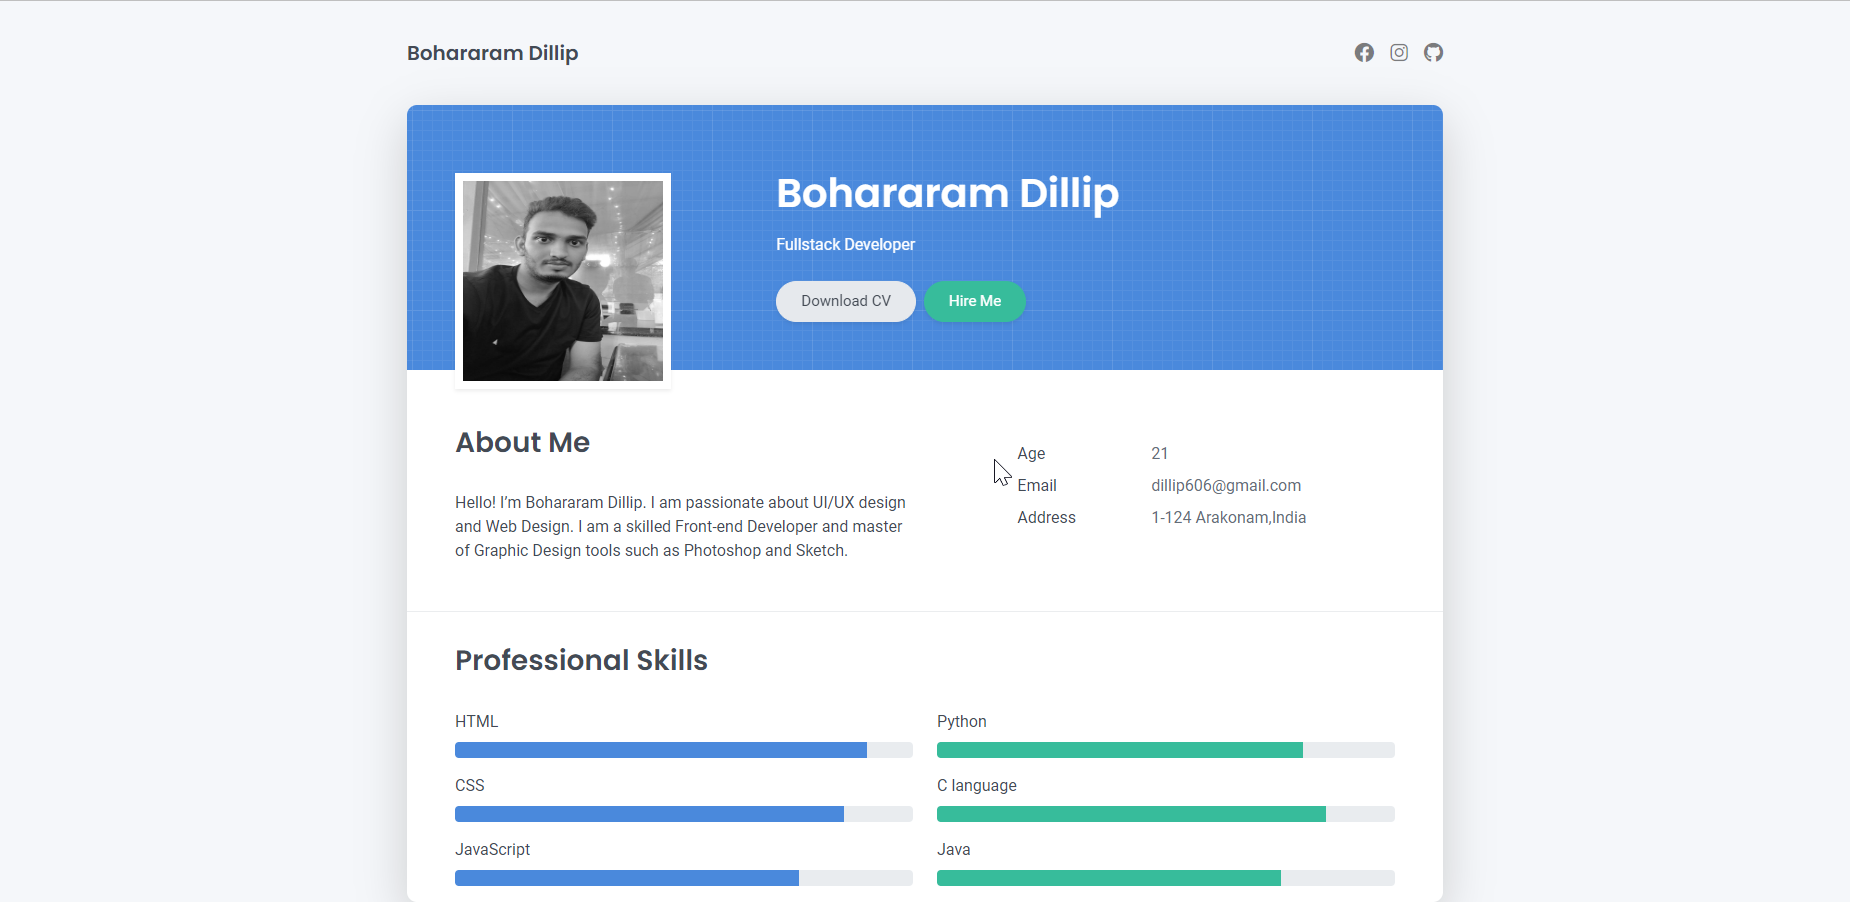 Bohararam Dillip
Bohararam Dillip
Fullstack Developer
Download CV
Hire Me
About Me
Hello! I’m Bohararam Dillip. I am passionate about UI/UX design
and Web Design. I am a skilled Front-end Developer and master
of Graphic Design tools such as Photoshop and Sketch.
Age 21
Email dillip606@gmail.com
Address 1-124 Arakonam,India
Professional Skills
HTML
Python
CSS
C language
JavaScript
Java